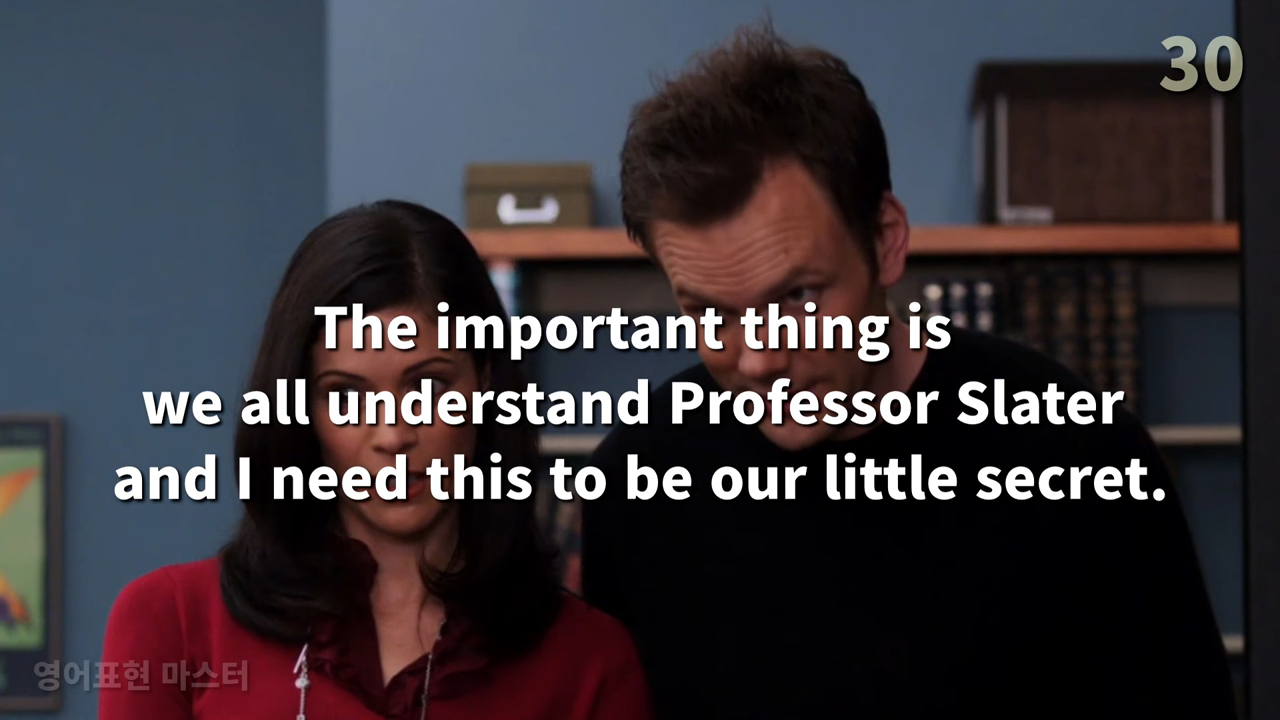 30
The important thing is
we all understand Professor Slater
and I need this to be our little secret.
영어표현 마스터